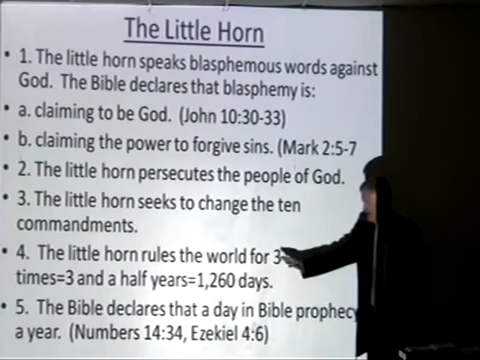 The Little Horn
• 1. The little horn speaks blasphemous words against
God. The Bible declares that blasphemy is:
• a. claiming to be God. (John 10:30-33)
• b. claiming the power to forgive sins. (Mark 2:5-7
• 2. The little horn persecutes the people of God.
• 3. The little horn seeks to change the ten
commandments.
• 4. The little horn rules the world for 3
times=3 and a half years=1,260 days.
• 5. The Bible declares that a day in Bible prophecy
a year. (Numbers 14:34, Ezekiel 4:6)